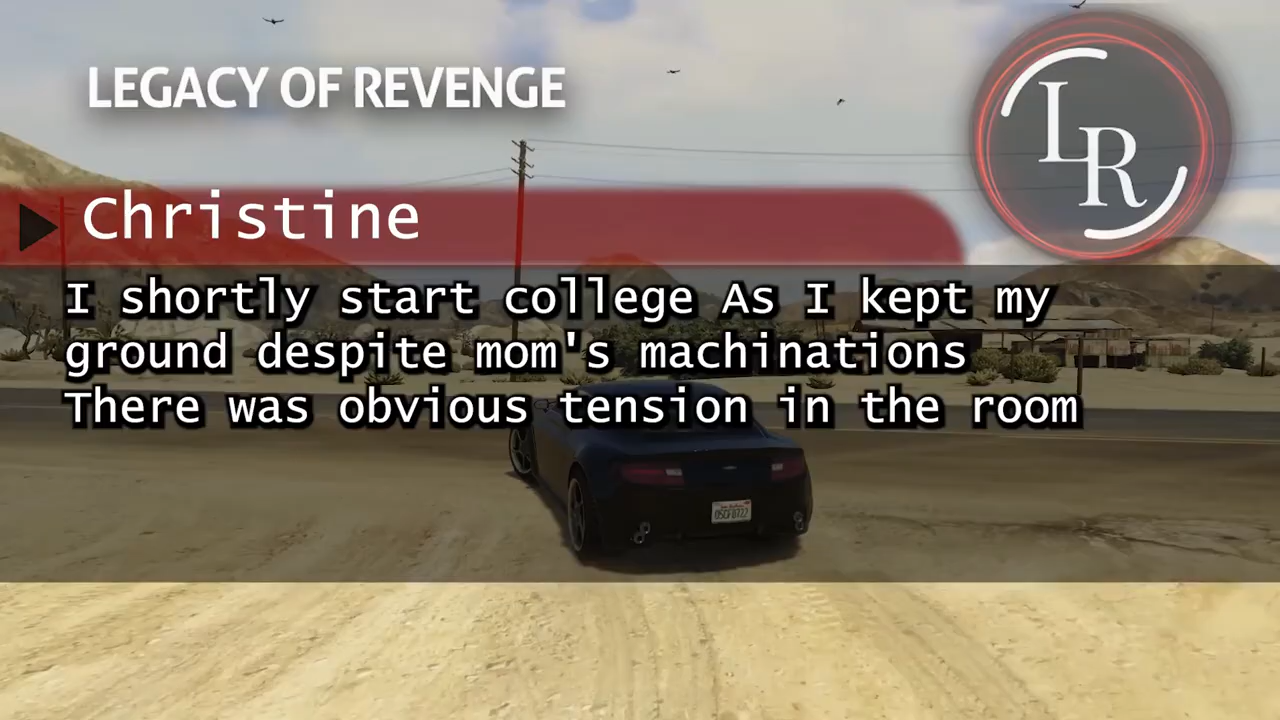 LEGACY OF REVENGE
LR
Christine
I shortly start college As I kept my
ground despite mom's machinations
There was obvious tension in the room